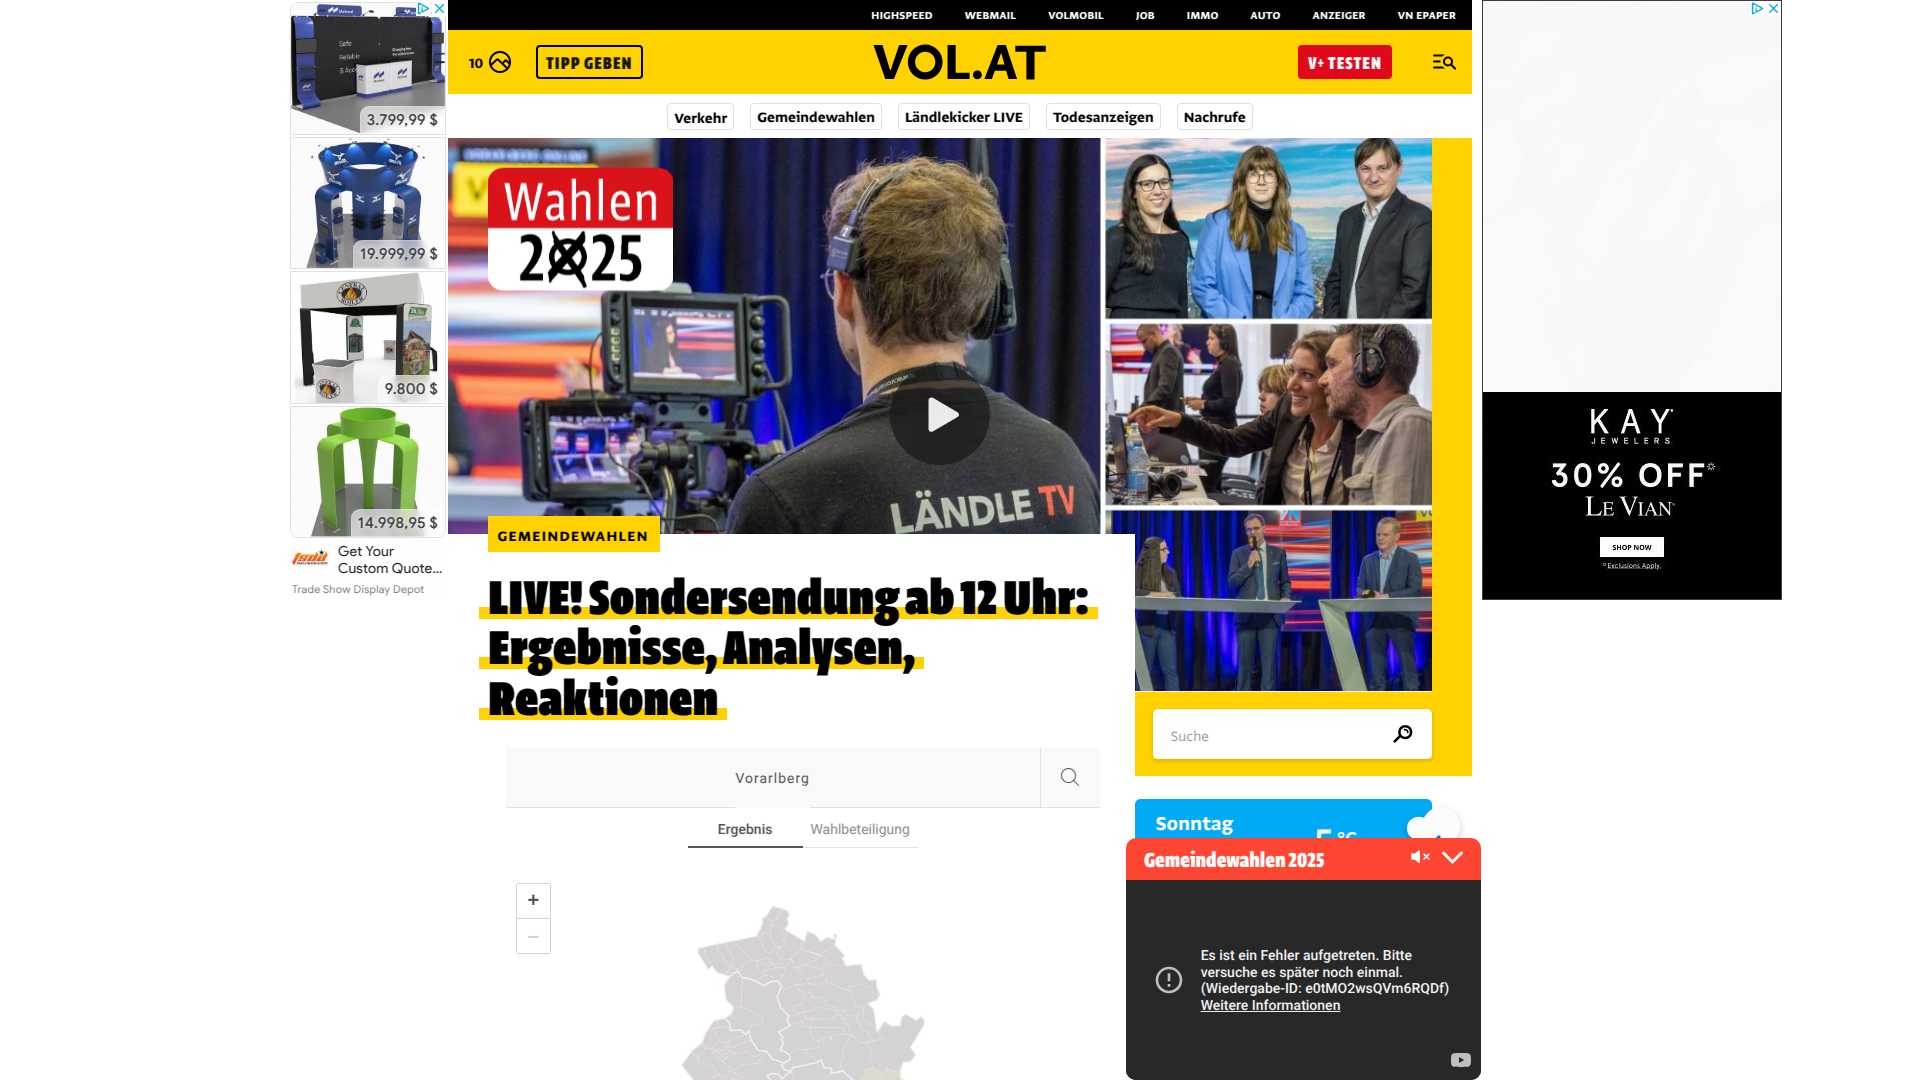 HIGHSPEED WEBMAIL VOLMOBIL JOB IMMO AUTO ANZEIGER VN EPAPER
10 TIPP GEBEN VOL.AT V+ TESTEN
Verkehr Gemeindewahlen Ländlekicker LIVE Todesanzeigen Nachrufe
Wahlen
2025
LÄNDLE TV
GEMEINDEWAHLEN
LIVE! Sondersendung ab 12 Uhr:
Ergebnisse, Analysen,
Reaktionen
Vorarlberg
Ergebnis Wahlbeteiligung
+
–
Suche
Sonntag
Gemeindewahlen 2025
Es ist ein Fehler aufgetreten. Bitte
versuche es später noch einmal.
(Wiedergabe-ID: e0tMO2wsQVm6RQDf)
Weitere Informationen
3.799,99 $
19.999,99 $
9.800 $
14.998,95 $
Get Your
Custom Quote...
Trade Show Display Depot
KAY
JEWELERS
30% OFF
LE VIAN
SHOP NOW
Exclusions Apply.